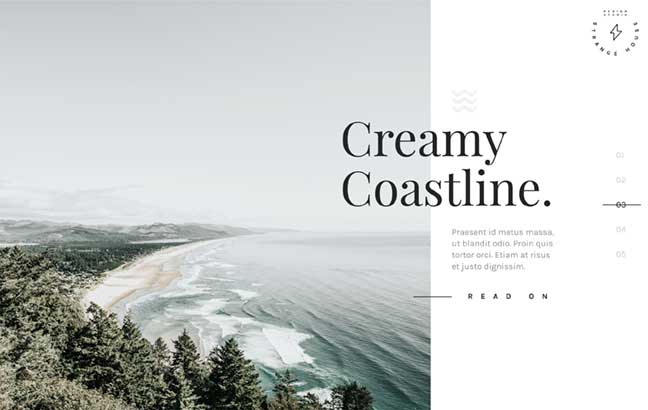 DESIGN
STUDIO
STRANGE HOUSE
Creamy
Coastline.
01
02
03
04
05
Praesent id metus massa,
ut blandit odio. Proin quis
tortor orci. Etiam at risus
et justo dignissim.
READ ON